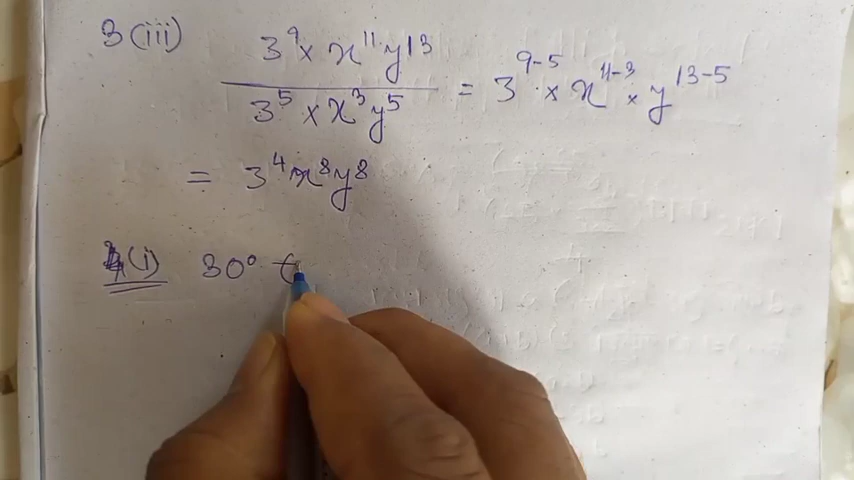 3(iii) 3⁹ × x¹¹ y¹³ / 3⁵ × x³ y⁵ = 3⁹⁻⁵ × x¹¹⁻³ × y¹³⁻⁵
= 3⁴ x⁸ y⁸
4(i) 30° - (